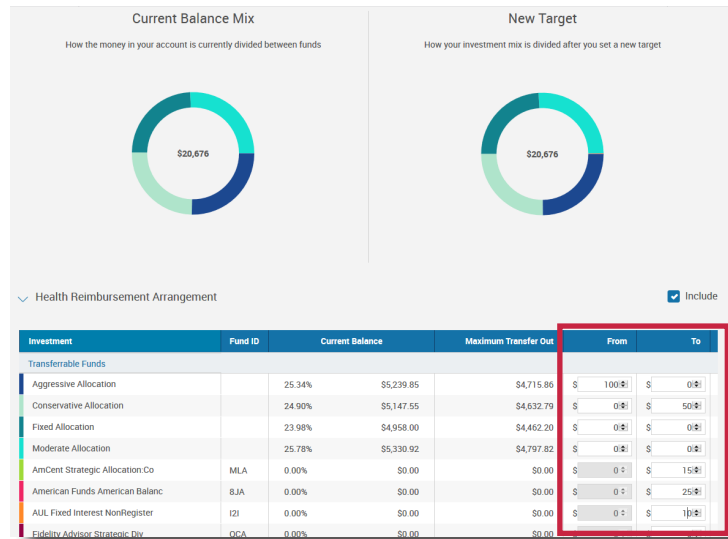 Current Balance Mix
How the money in your account is currently divided between funds
$20,676
New Target
How your investment mix is divided after you set a new target
$20,676
Health Reimbursement Arrangement
Include
Investment Fund ID Current Balance Maximum Transfer Out From To
Transferrable Funds
Aggressive Allocation 25.34% $5,239.85 $4,715.86 $ 100 $ 0
Conservative Allocation 24.90% $5,147.55 $4,632.79 $ 0 $ 50
Fixed Allocation 23.98% $4,958.00 $4,462.20 $ 0 $ 0
Moderate Allocation 25.78% $5,330.92 $4,797.82 $ 0 $ 0
AmCent Strategic Allocation:Co MLA 0.00% $0.00 $0.00 $ 0 $ 15
American Funds American Balanc 8JA 0.00% $0.00 $0.00 $ 0 $ 25
AUL Fixed Interest NonRegister I2I 0.00% $0.00 $0.00 $ 0 $ 10
Fidelity Advisor Strategic Div OCA 0.00% $0.00 $0.00 $ 0 $